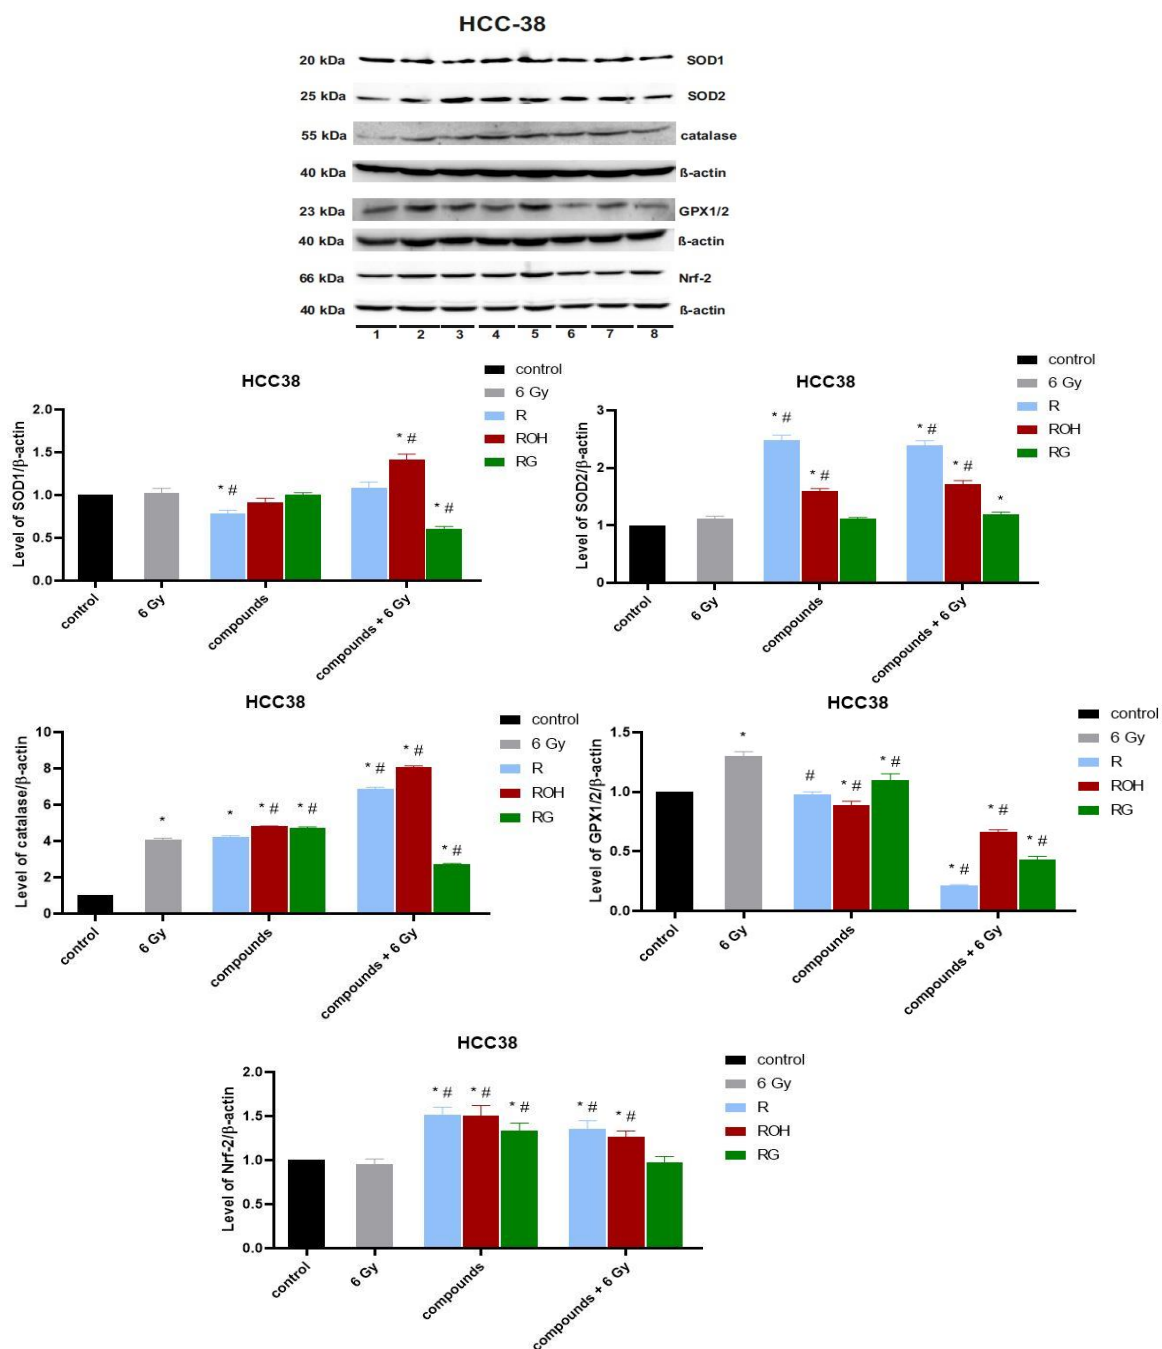 HCC-38
20 kDa SOD1
25 kDa SOD2
55 kDa catalase
40 kDa ß-actin
23 kDa GPX1/2
40 kDa ß-actin
66 kDa Nrf-2
40 kDa ß-actin
1 2 3 4 5 6 7 8
HCC38
Level of SOD1/β-actin
2.0
1.5
1.0
0.5
0.0
* #
* #
* #
control
6 Gy
compounds
compounds + 6 Gy
control
6 Gy
R
ROH
RG
HCC38
Level of SOD2/β-actin
3
2
1
0
* #
* #
* #
* #
*
control
6 Gy
compounds
compounds + 6 Gy
control
6 Gy
R
ROH
RG
HCC38
Level of catalase/β-actin
10
8
6
4
2
0
*
*
* #
* #
* #
* #
* #
control
6 Gy
compounds
compounds + 6 Gy
control
6 Gy
R
ROH
RG
HCC38
Level of GPX1/2/β-actin
1.5
1.0
0.5
0.0
*
#
* #
* #
* #
* #
* #
control
6 Gy
compounds
compounds + 6 Gy
control
6 Gy
R
ROH
RG
HCC38
Level of Nrf-2/β-actin
2.0
1.5
1.0
0.5
0.0
* #
* #
* #
* #
* #
control
6 Gy
compounds
compounds + 6 Gy
control
6 Gy
R
ROH
RG